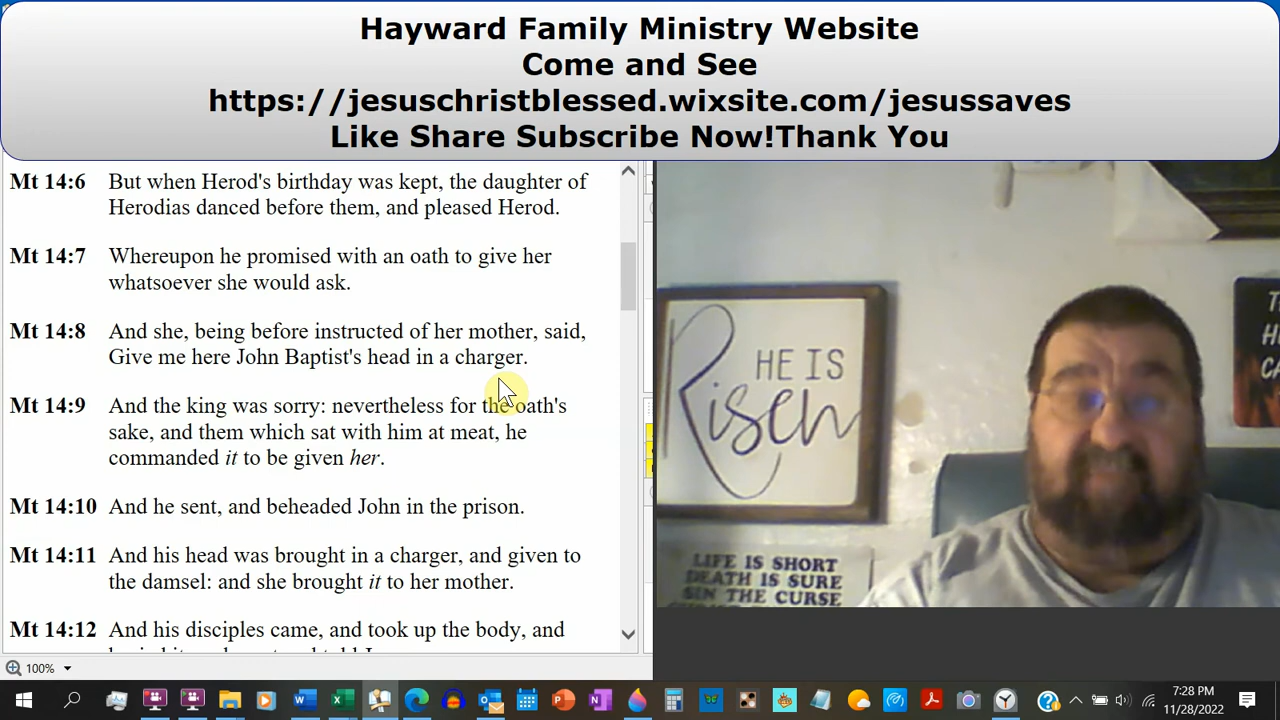 Hayward Family Ministry Website
Come and See
https://jesuschristblessed.wixsite.com/jesussaves
Like Share Subscribe Now!Thank You
Mt 14:6 But when Herod's birthday was kept, the daughter of
Herodias danced before them, and pleased Herod.
Mt 14:7 Whereupon he promised with an oath to give her
whatsoever she would ask.
Mt 14:8 And she, being before instructed of her mother, said,
Give me here John Baptist's head in a charger.
Mt 14:9 And the king was sorry: nevertheless for the oath's
sake, and them which sat with him at meat, he
commanded it to be given her.
Mt 14:10 And he sent, and beheaded John in the prison.
Mt 14:11 And his head was brought in a charger, and given to
the damsel: and she brought it to her mother.
Mt 14:12 And his disciples came, and took up the body, and
100%
HE IS
Risen
LIFE IS SHORT
DEATH IS SURE
SIN THE CURSE
7:28 PM
11/28/2022